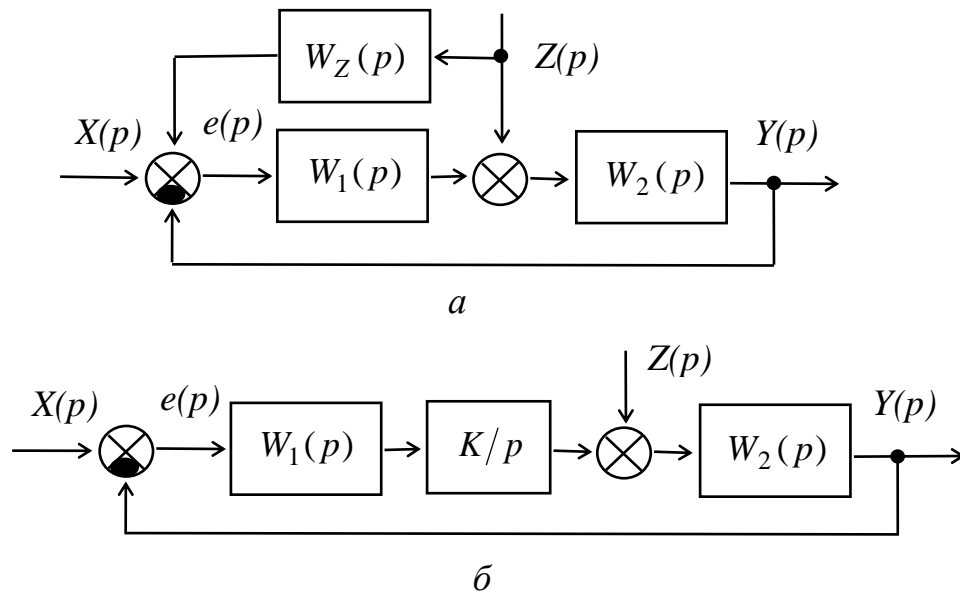 W_Z(p)
Z(p)
X(p)
e(p)
W_1(p)
W_2(p)
Y(p)
а
Z(p)
X(p)
e(p)
W_1(p)
K/p
W_2(p)
Y(p)
б